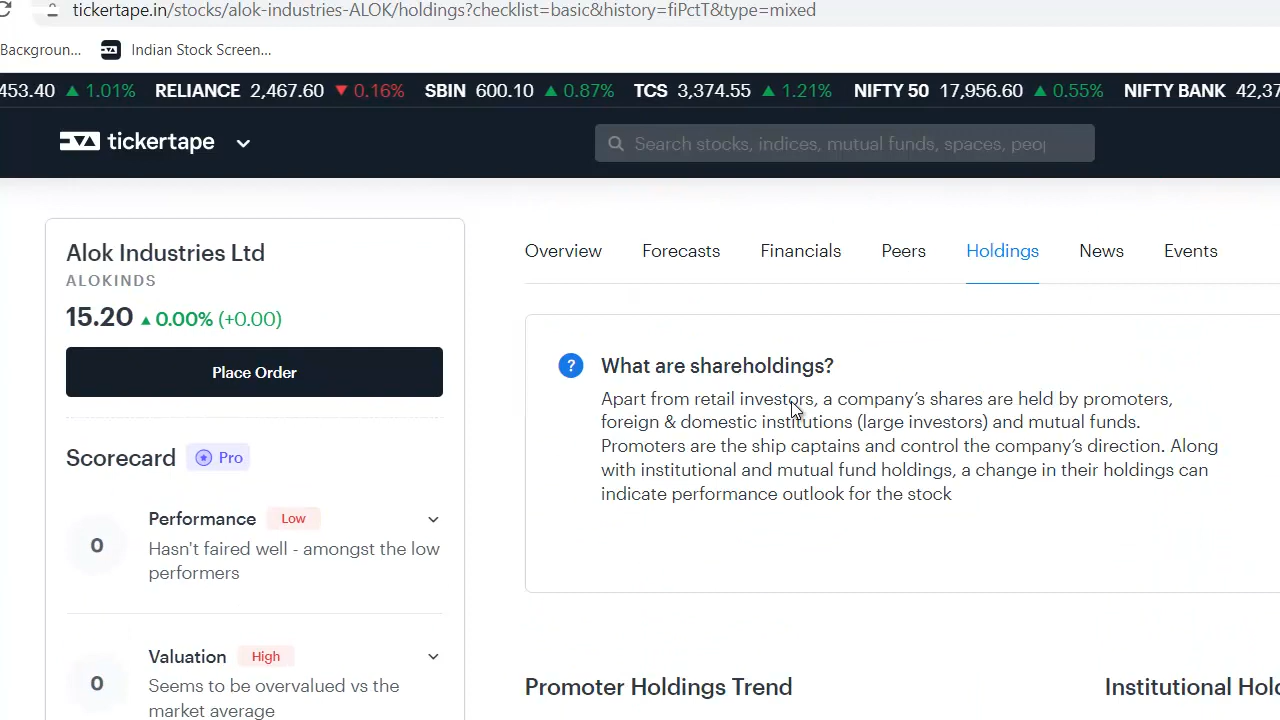 tickertape.in/stocks/alok-industries-ALOK/holdings?checklist=basic&history=fiPctT&type=mixed
Backgroun... Indian Stock Screen...
453.40 ▲ 1.01% RELIANCE 2,467.60 ▼ 0.16% SBIN 600.10 ▲ 0.87% TCS 3,374.55 ▲ 1.21% NIFTY 50 17,956.60 ▲ 0.55% NIFTY BANK 42,37
tickertape
Search stocks, indices, mutual funds, spaces, peop
Alok Industries Ltd
ALOKINDS
15.20 ▲ 0.00% (+0.00)
Place Order
Scorecard Pro
0
Performance Low
Hasn't faired well - amongst the low
performers
0
Valuation High
Seems to be overvalued vs the
market average
Overview Forecasts Financials Peers Holdings News Events
? What are shareholdings?
Apart from retail investors, a company's shares are held by promoters,
foreign & domestic institutions (large investors) and mutual funds.
Promoters are the ship captains and control the company's direction. Along
with institutional and mutual fund holdings, a change in their holdings can
indicate performance outlook for the stock
Promoter Holdings Trend
Institutional Hold